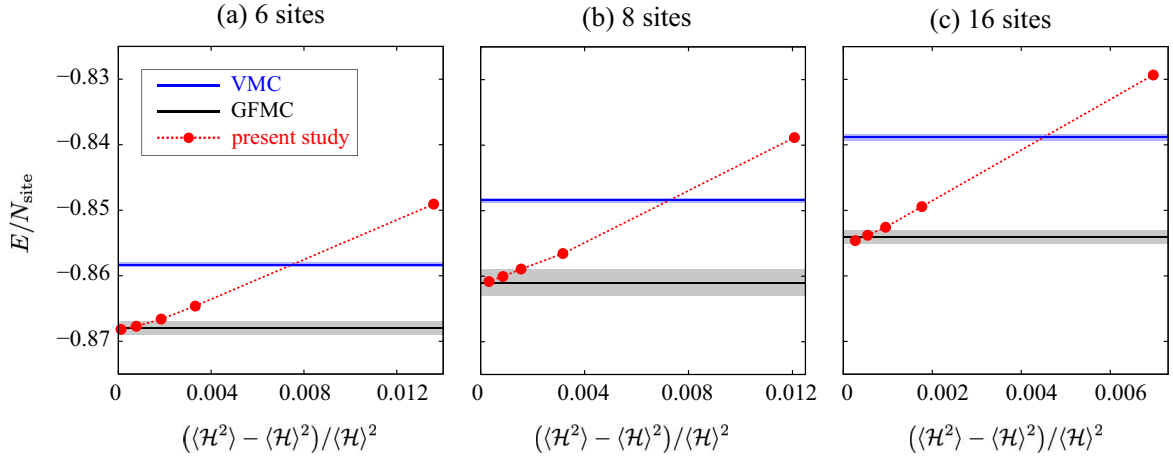 (a) 6 sites
(b) 8 sites
(c) 16 sites
E/N_site
−0.83
−0.84
−0.85
−0.86
−0.87
VMC
GFMC
present study
0 0.004 0.008 0.012
0 0.004 0.008 0.012
0 0.002 0.004 0.006
(⟨ℋ²⟩ − ⟨ℋ⟩²)/⟨ℋ⟩²
(⟨ℋ²⟩ − ⟨ℋ⟩²)/⟨ℋ⟩²
(⟨ℋ²⟩ − ⟨ℋ⟩²)/⟨ℋ⟩²